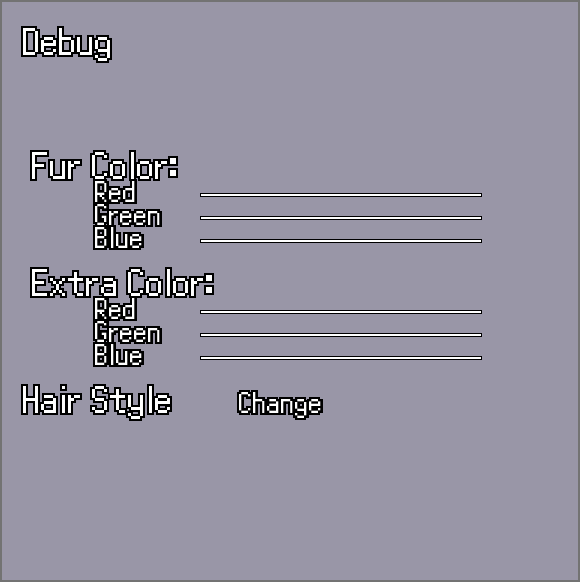 Debug
Fur Color:
Red
Green
Blue
Extra Color:
Red
Green
Blue
Hair Style Change